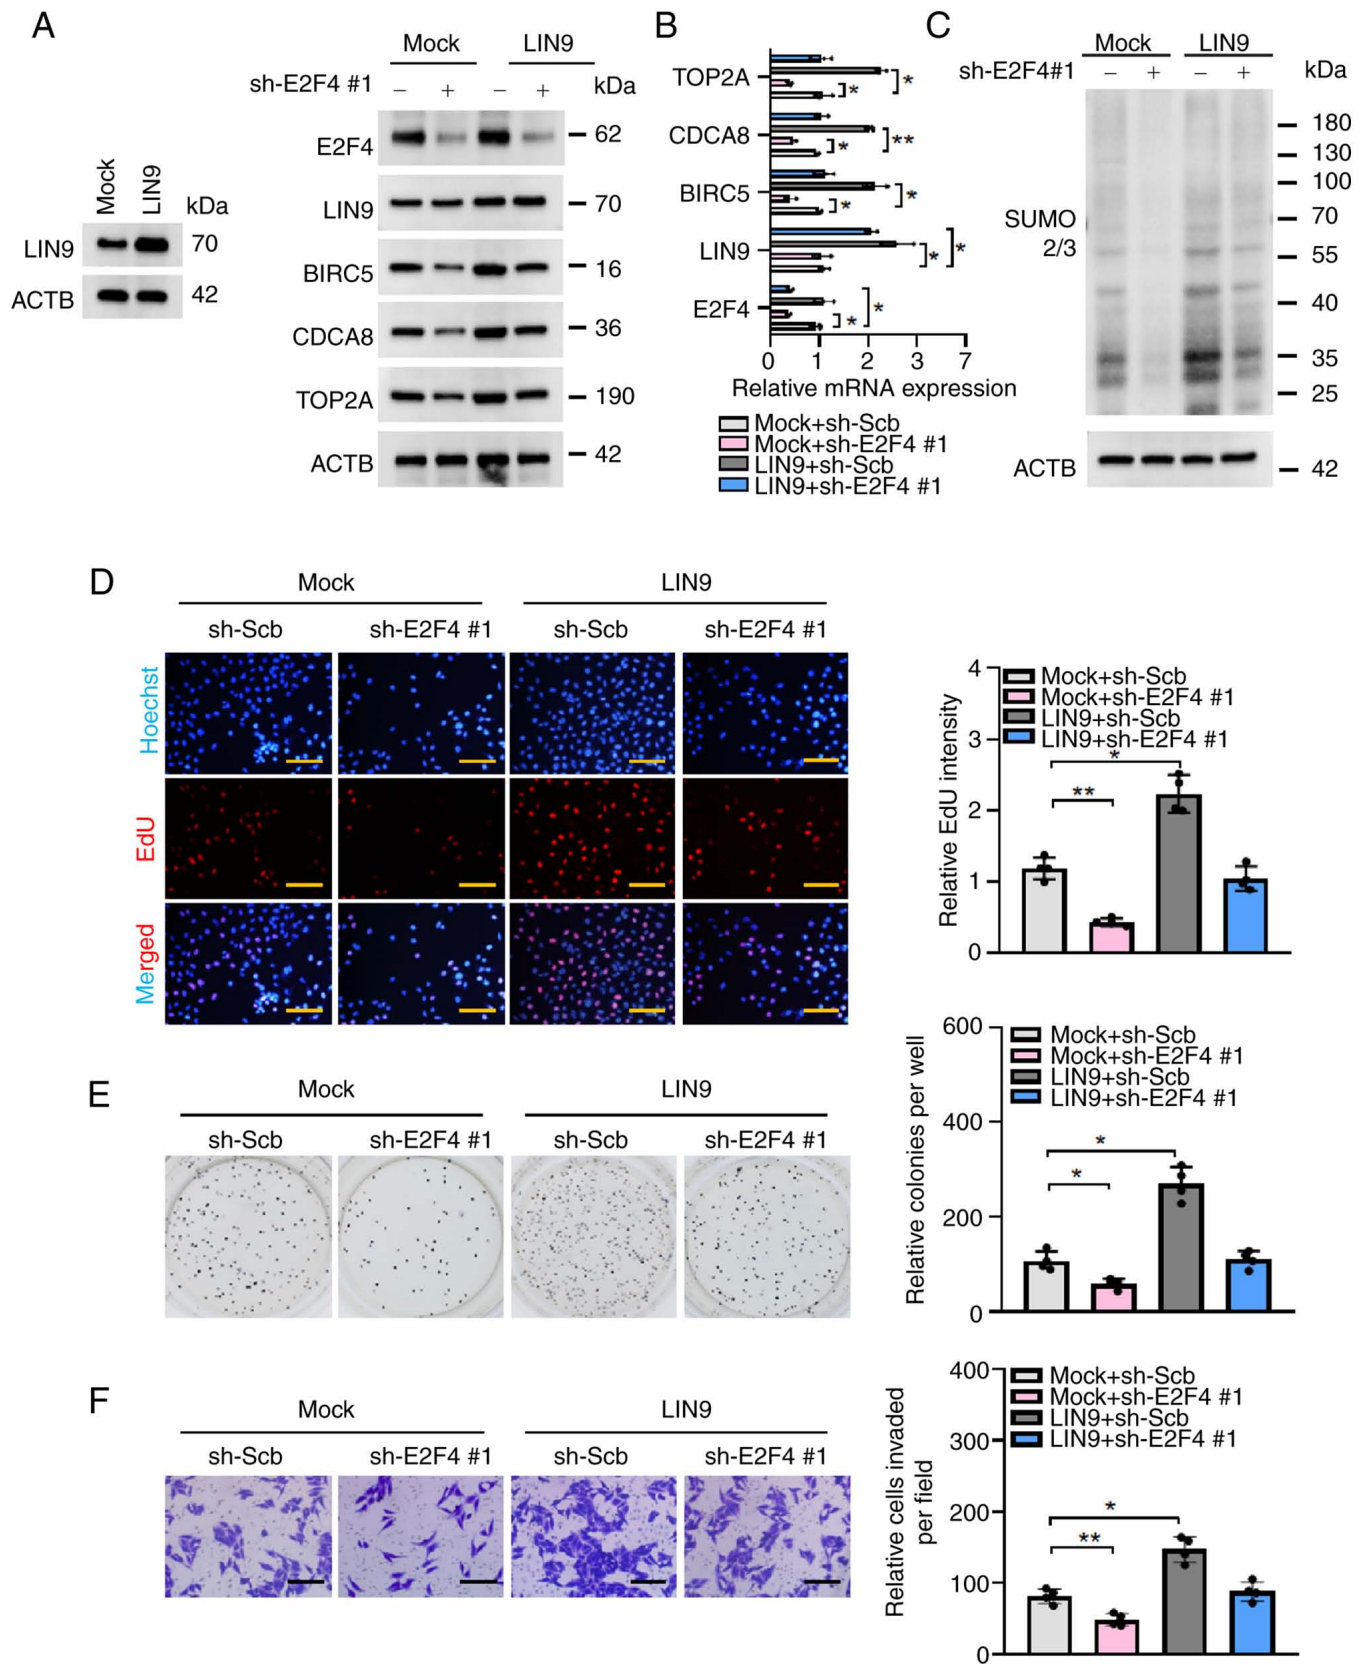 A
Mock
LIN9
kDa
LIN9
70
ACTB
42
Mock
LIN9
sh-E2F4 #1
− + − +
kDa
E2F4
62
LIN9
70
BIRC5
16
CDCA8
36
TOP2A
190
ACTB
42
B
TOP2A
*
*
CDCA8
**
*
BIRC5
*
*
LIN9
*
*
E2F4
*
*
0 1 2 3 7
Relative mRNA expression
Mock+sh-Scb
Mock+sh-E2F4 #1
LIN9+sh-Scb
LIN9+sh-E2F4 #1
C
Mock
LIN9
sh-E2F4#1
− + − +
kDa
SUMO
2/3
180
130
100
70
55
40
35
25
ACTB
42
D
Mock
LIN9
sh-Scb
sh-E2F4 #1
sh-Scb
sh-E2F4 #1
Hoechst
EdU
Merged
Relative EdU intensity
4
3
2
1
0
Mock+sh-Scb
Mock+sh-E2F4 #1
LIN9+sh-Scb
LIN9+sh-E2F4 #1
*
**
E
Mock
LIN9
sh-Scb
sh-E2F4 #1
sh-Scb
sh-E2F4 #1
Relative colonies per well
600
400
200
0
Mock+sh-Scb
Mock+sh-E2F4 #1
LIN9+sh-Scb
LIN9+sh-E2F4 #1
*
*
F
Mock
LIN9
sh-Scb
sh-E2F4 #1
sh-Scb
sh-E2F4 #1
Relative cells invaded
per field
400
300
200
100
0
Mock+sh-Scb
Mock+sh-E2F4 #1
LIN9+sh-Scb
LIN9+sh-E2F4 #1
*
**